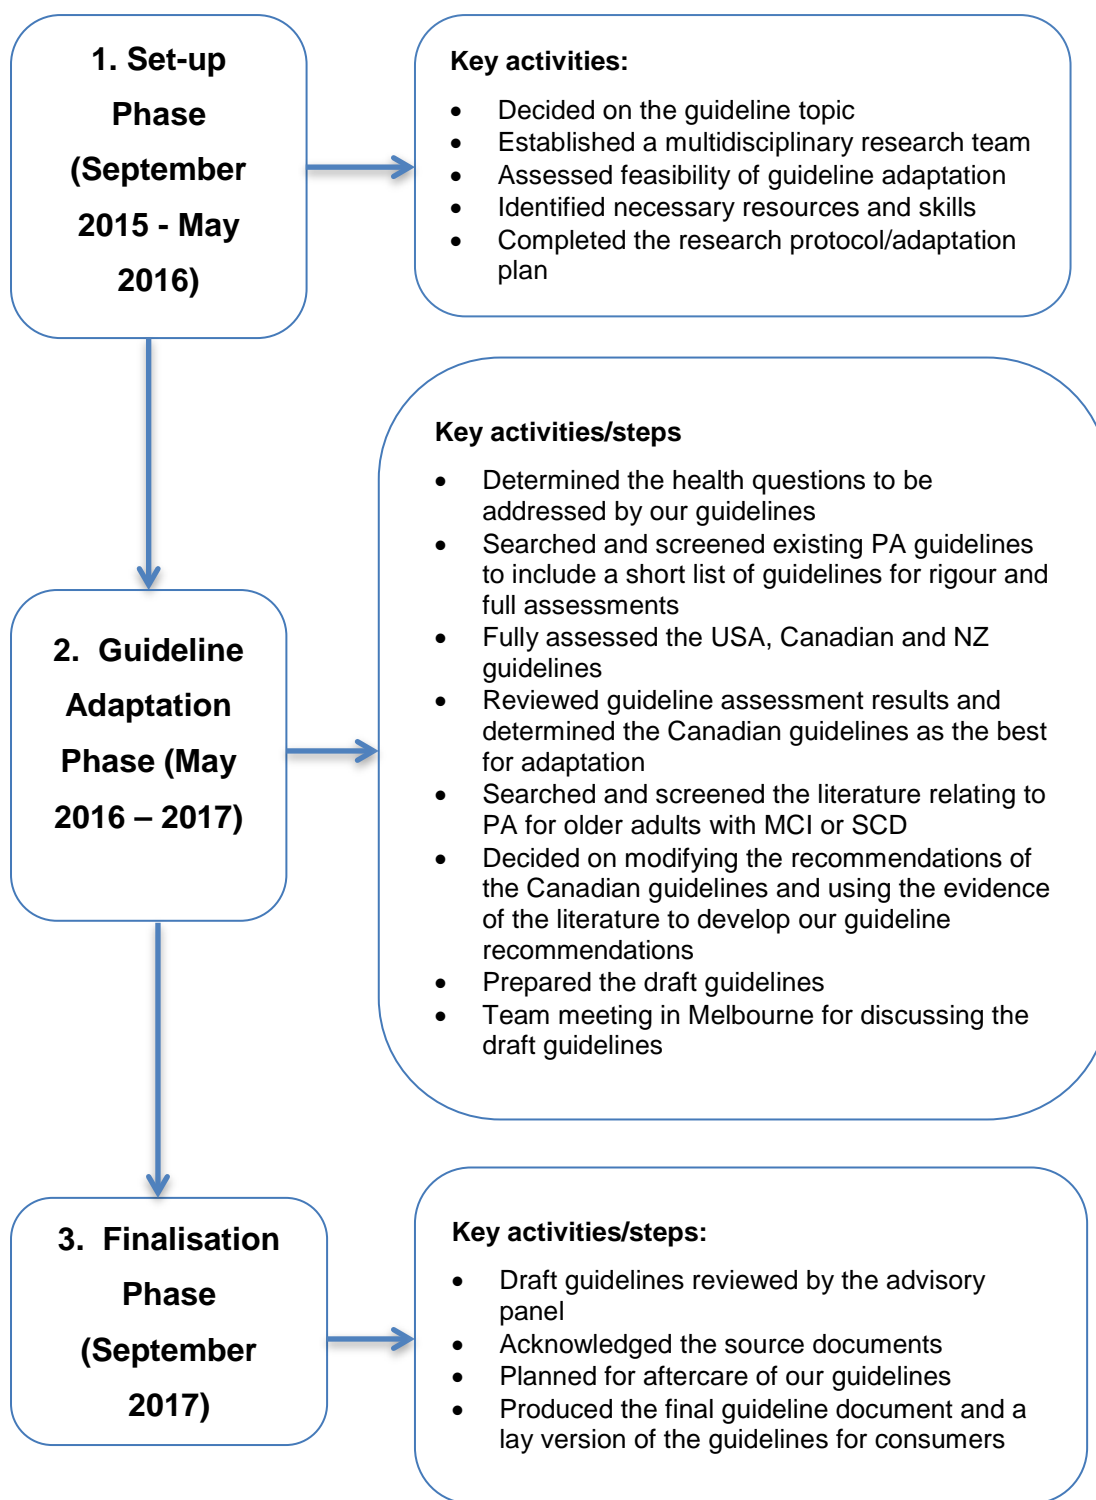 1. Set-up
Phase
(September
2015 - May
2016)
Key activities:
• Decided on the guideline topic
• Established a multidisciplinary research team
• Assessed feasibility of guideline adaptation
• Identified necessary resources and skills
• Completed the research protocol/adaptation
plan
2. Guideline
Adaptation
Phase (May
2016 – 2017)
Key activities/steps
• Determined the health questions to be
addressed by our guidelines
• Searched and screened existing PA guidelines
to include a short list of guidelines for rigour and
full assessments
• Fully assessed the USA, Canadian and NZ
guidelines
• Reviewed guideline assessment results and
determined the Canadian guidelines as the best
for adaptation
• Searched and screened the literature relating to
PA for older adults with MCI or SCD
• Decided on modifying the recommendations of
the Canadian guidelines and using the evidence
of the literature to develop our guideline
recommendations
• Prepared the draft guidelines
• Team meeting in Melbourne for discussing the
draft guidelines
3. Finalisation
Phase
(September
2017)
Key activities/steps:
• Draft guidelines reviewed by the advisory
panel
• Acknowledged the source documents
• Planned for aftercare of our guidelines
• Produced the final guideline document and a
lay version of the guidelines for consumers